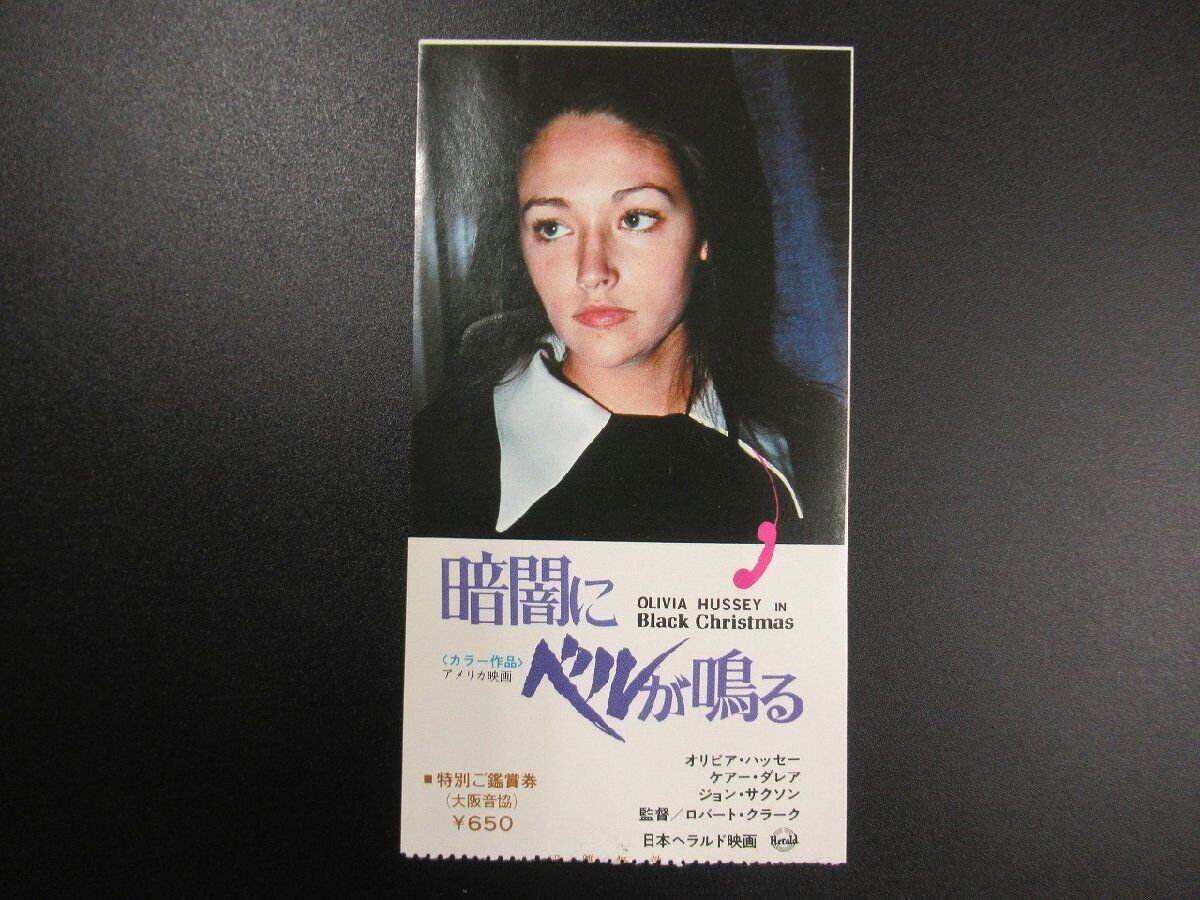 暗闇に
OLIVIA HUSSEY IN
Black Christmas
〈カラー作品〉
アメリカ映画
ベルが鳴る
オリビア・ハッセー
ケアー・ダレア
ジョン・サクソン
監督/ロバート・クラーク
■特別ご鑑賞券
(大阪音協)
¥650
日本ヘラルド映画 Herald